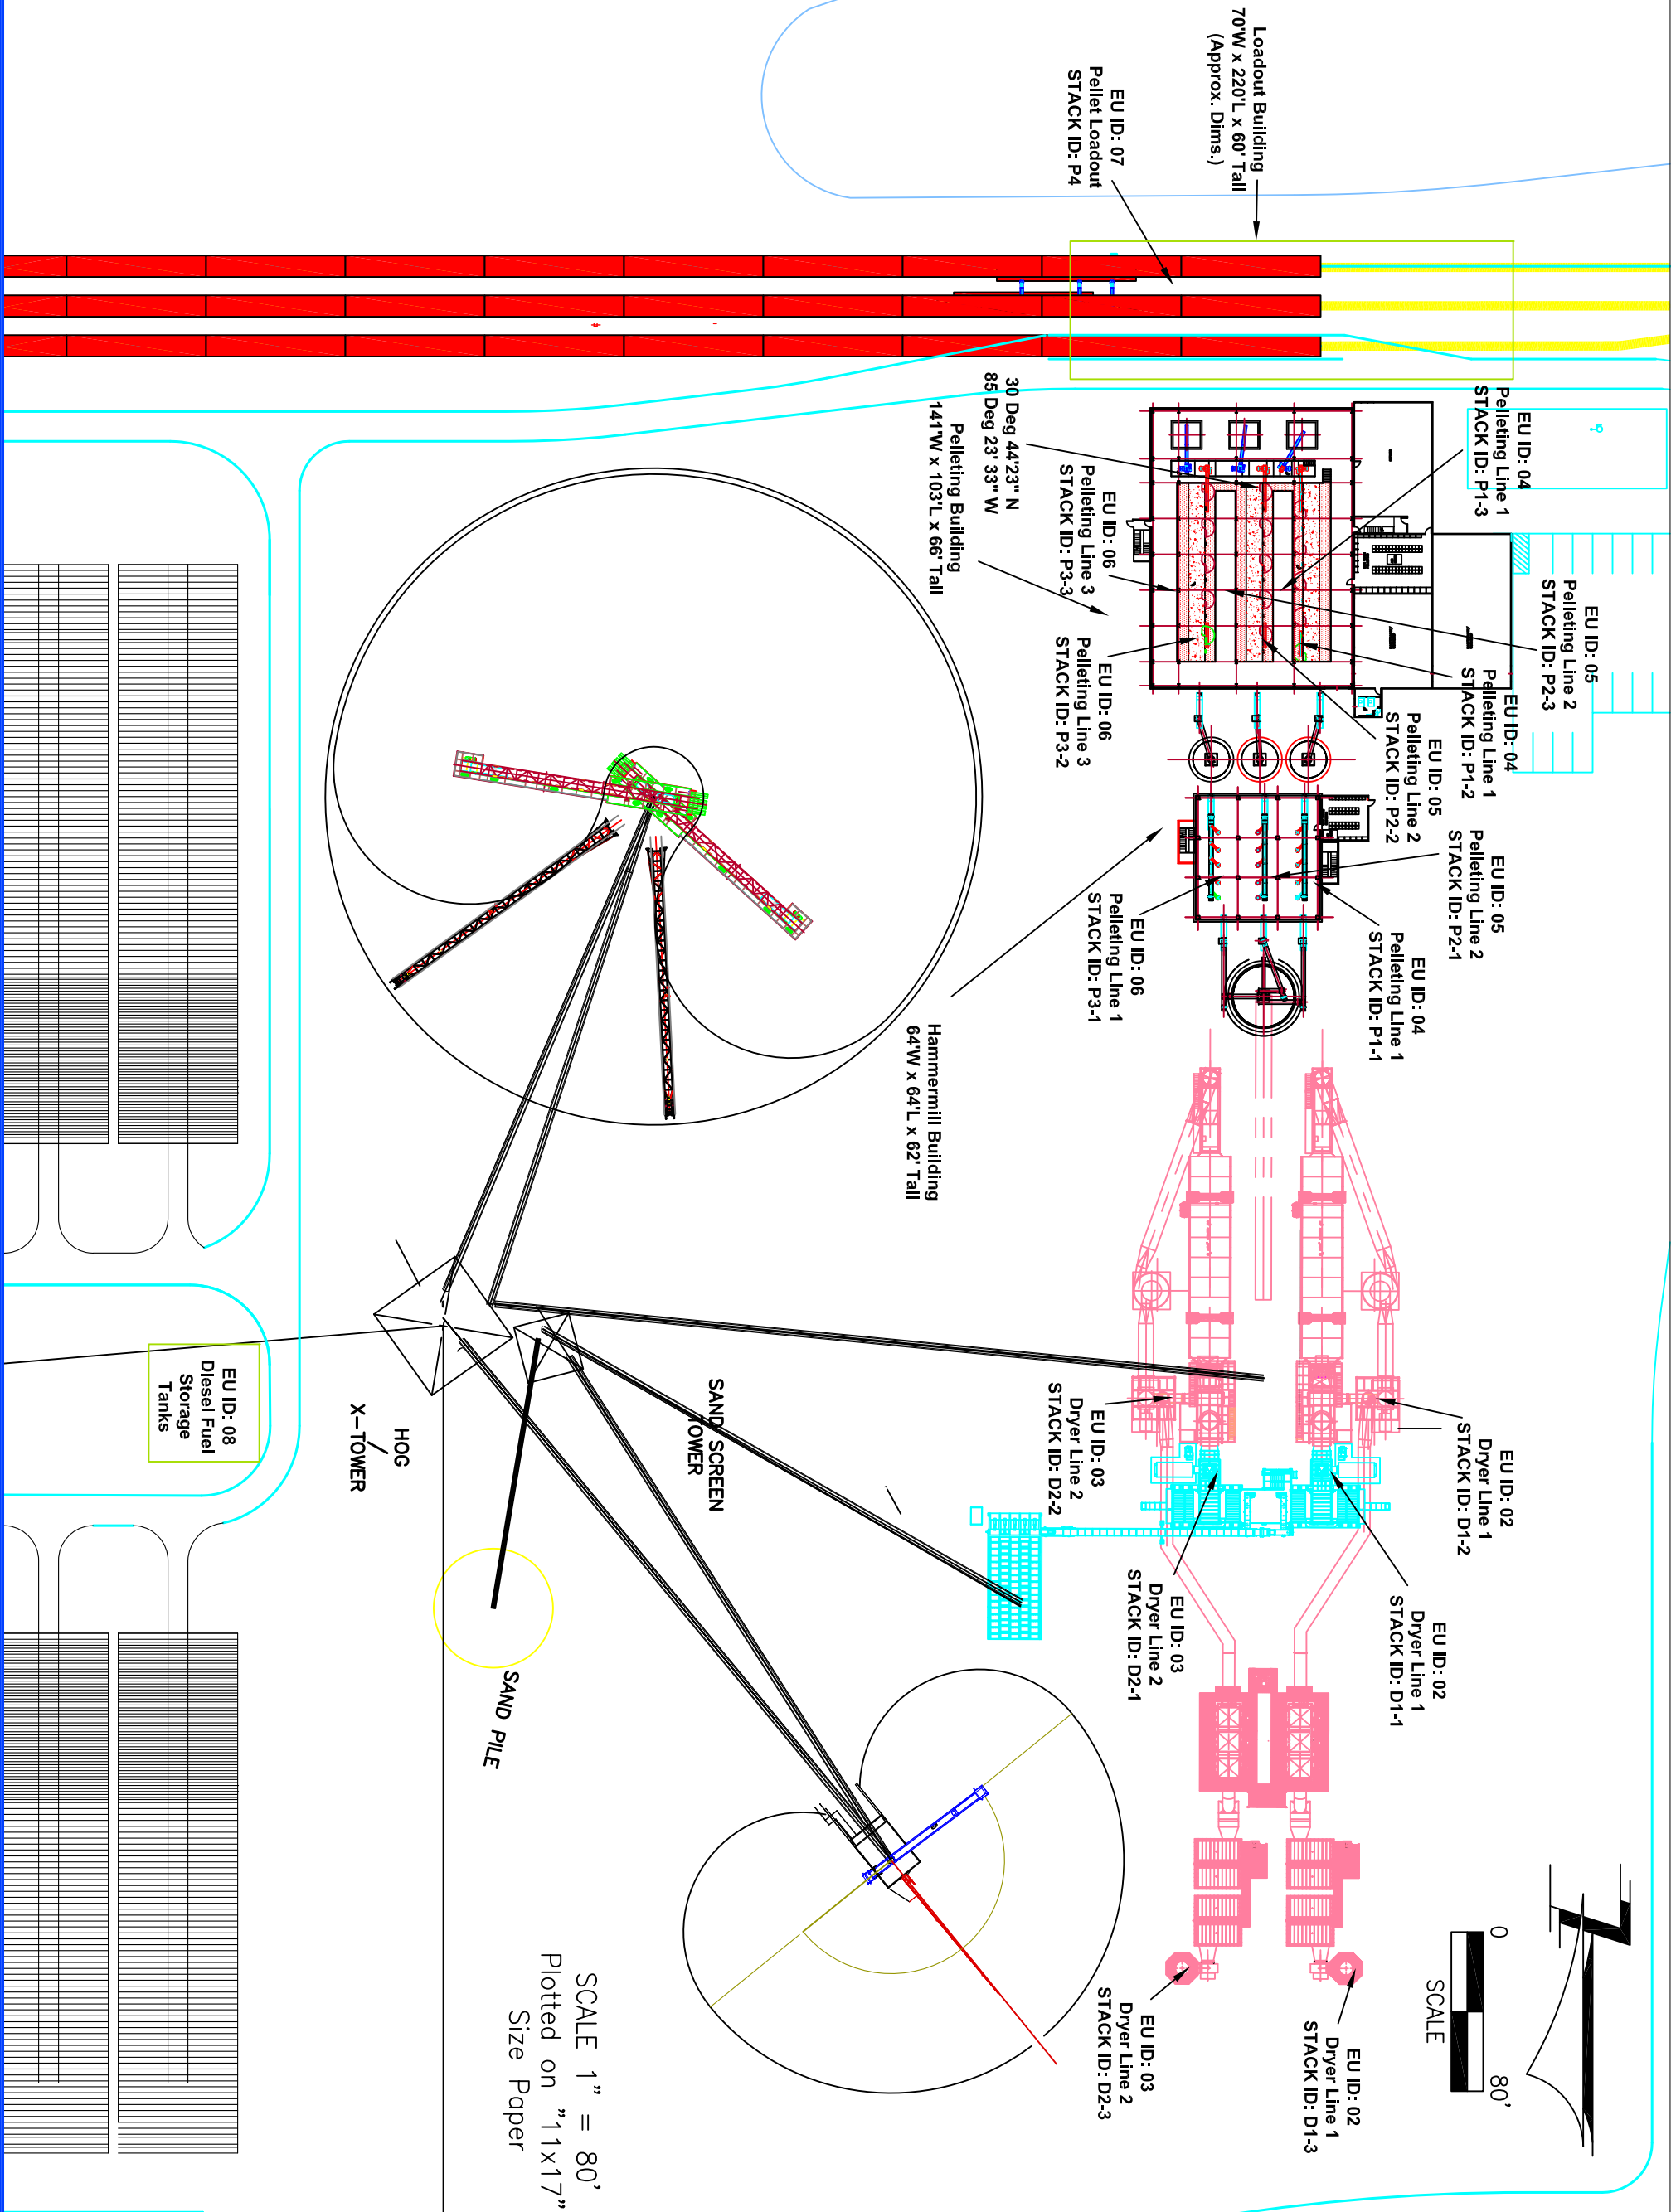 Loadout Building
70'W x 220'L x 60' Tall
(Approx. Dims.)
EU ID: 07
Pellet Loadout
STACK ID: P4
30 Deg 44'23" N
85 Deg 23' 33" W
Pelleting Building
141'W x 103'L x 66' Tall
EU ID: 04
Pelleting Line 1
STACK ID: P1-3
EU ID: 06
Pelleting Line 3
STACK ID: P3-3
EU ID: 05
Pelleting Line 2
STACK ID: P2-3
EU ID: 06
Pelleting Line 3
STACK ID: P3-2
EU ID: 04
Pelleting Line 1
STACK ID: P1-2
EU ID: 05
Pelleting Line 2
STACK ID: P2-2
EU ID: 05
Pelleting Line 2
STACK ID: P2-1
EU ID: 06
Pelleting Line 1
STACK ID: P3-1
EU ID: 04
Pelleting Line 1
STACK ID: P1-1
Hammermill Building
64'W x 64'L x 62' Tall
EU ID: 08
Diesel Fuel
Storage
Tanks
HOG
X-TOWER
SAND SCREEN
TOWER
SAND PILE
EU ID: 03
Dryer Line 2
STACK ID: D2-2
EU ID: 02
Dryer Line 1
STACK ID: D1-2
EU ID: 03
Dryer Line 2
STACK ID: D2-1
EU ID: 02
Dryer Line 1
STACK ID: D1-1
EU ID: 03
Dryer Line 2
STACK ID: D2-3
EU ID: 02
Dryer Line 1
STACK ID: D1-3
0 80'
SCALE
SCALE 1" = 80'
Plotted on "11x17"
Size Paper